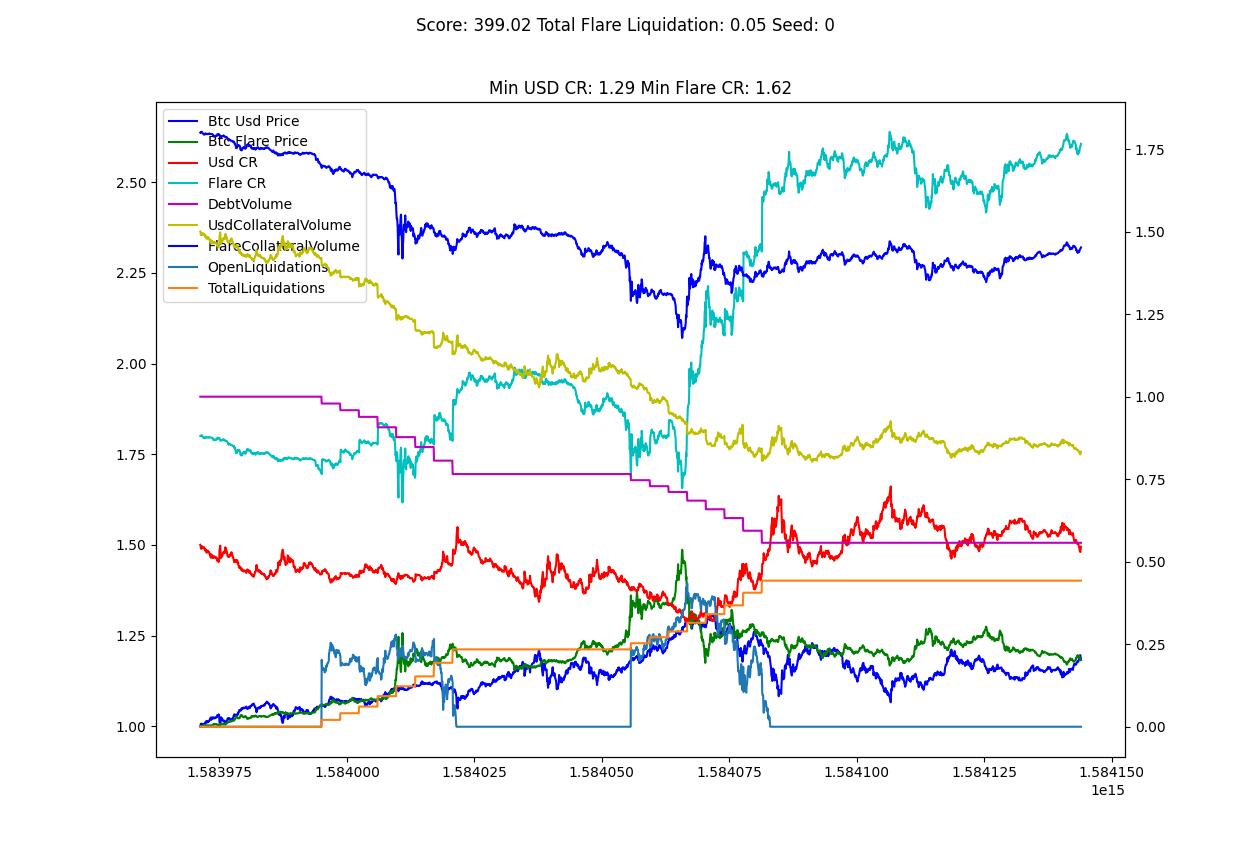 Score: 399.02 Total Flare Liquidation: 0.05 Seed: 0
Min USD CR: 1.29 Min Flare CR: 1.62
Btc Usd Price
Btc Flare Price
Usd CR
Flare CR
DebtVolume
UsdCollateralVolume
FlareCollateralVolume
OpenLiquidations
TotalLiquidations
2.50
2.25
2.00
1.75
1.50
1.25
1.00
1.75
1.50
1.25
1.00
0.75
0.50
0.25
0.00
1.583975 1.584000 1.584025 1.584050 1.584075 1.584100 1.584125 1.584150
1e15